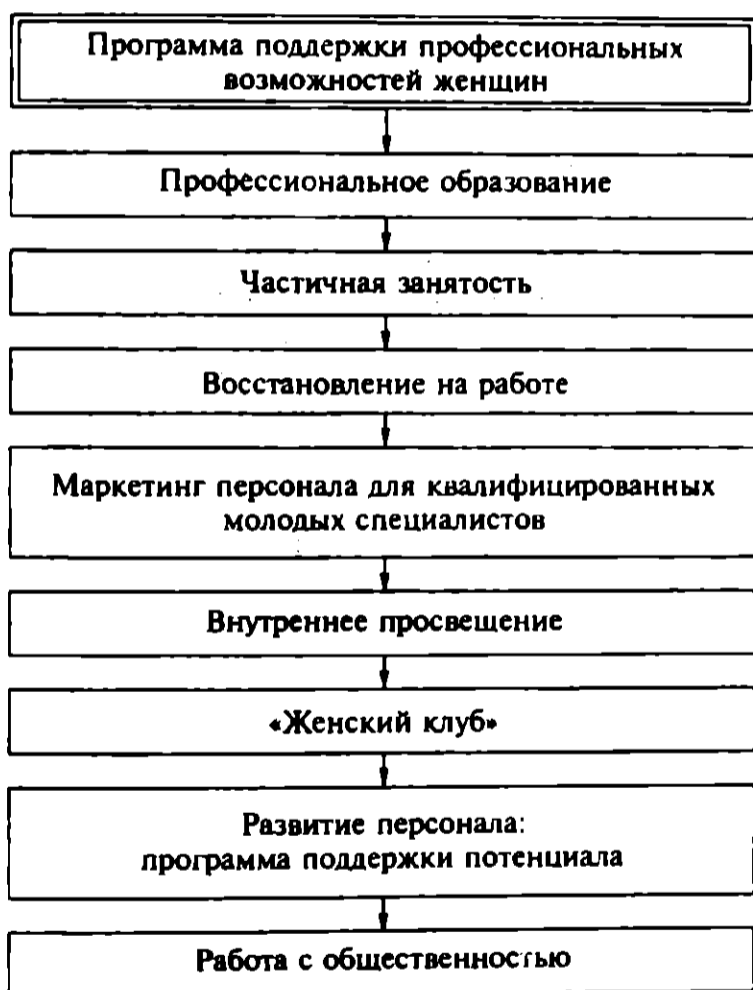 Программа поддержки профессиональных
возможностей женщин
Профессиональное образование
Частичная занятость
Восстановление на работе
Маркетинг персонала для квалифицированных
молодых специалистов
Внутреннее просвещение
«Женский клуб»
Развитие персонала:
программа поддержки потенциала
Работа с общественностью